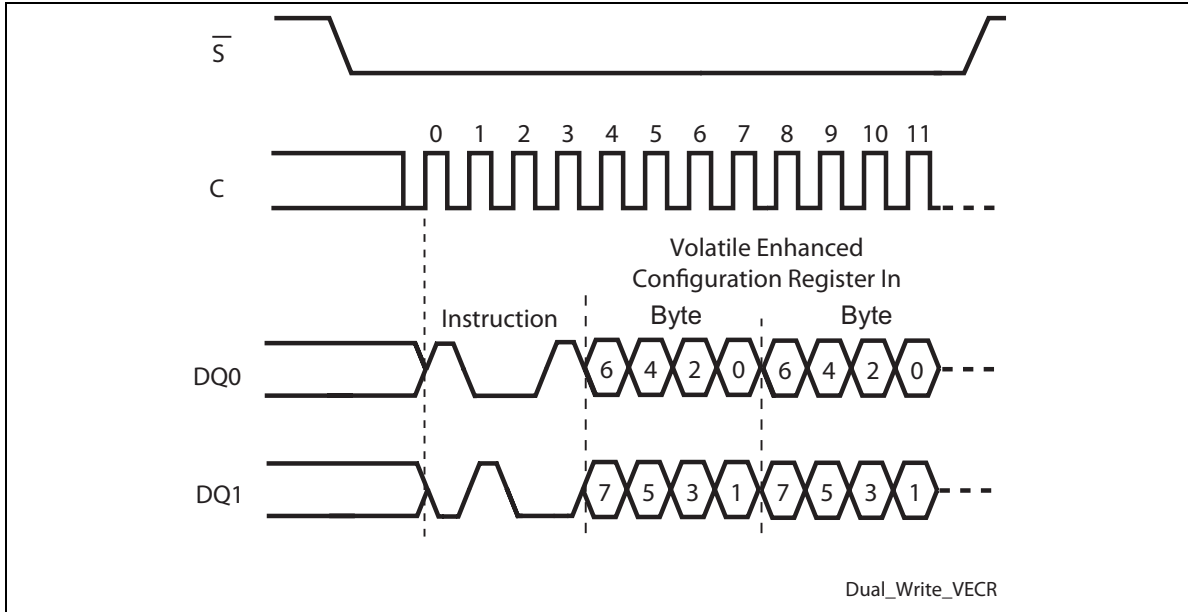 S
0 1 2 3 4 5 6 7 8 9 10 11
C
Volatile Enhanced
Configuration Register In
Instruction Byte Byte
DQ0 6 4 2 0 6 4 2 0
DQ1 7 5 3 1 7 5 3 1
Dual_Write_VECR